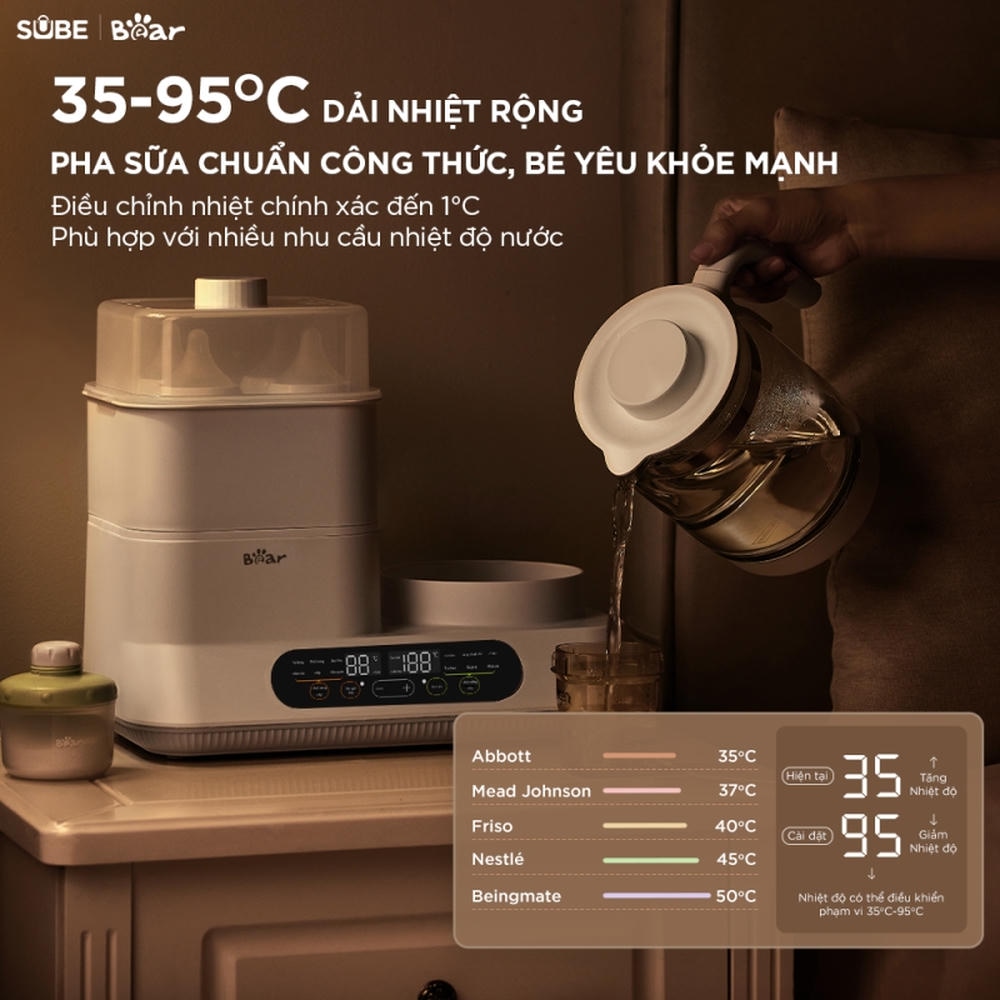 SUBE | Bear
35-95°C DẢI NHIỆT RỘNG
PHA SỮA CHUẨN CÔNG THỨC, BÉ YÊU KHỎE MẠNH
Điều chỉnh nhiệt chính xác đến 1°C
Phù hợp với nhiều nhu cầu nhiệt độ nước
Bear
88 188
Bear
Abbott 35°C
Mead Johnson 37°C
Friso 40°C
Nestlé 45°C
Beingmate 50°C
Hiện tại 35 ↑ Tăng Nhiệt độ
Cài đặt 95 ↓ Giảm Nhiệt độ
↓
Nhiệt độ có thể điều khiển
phạm vi 35°C-95°C